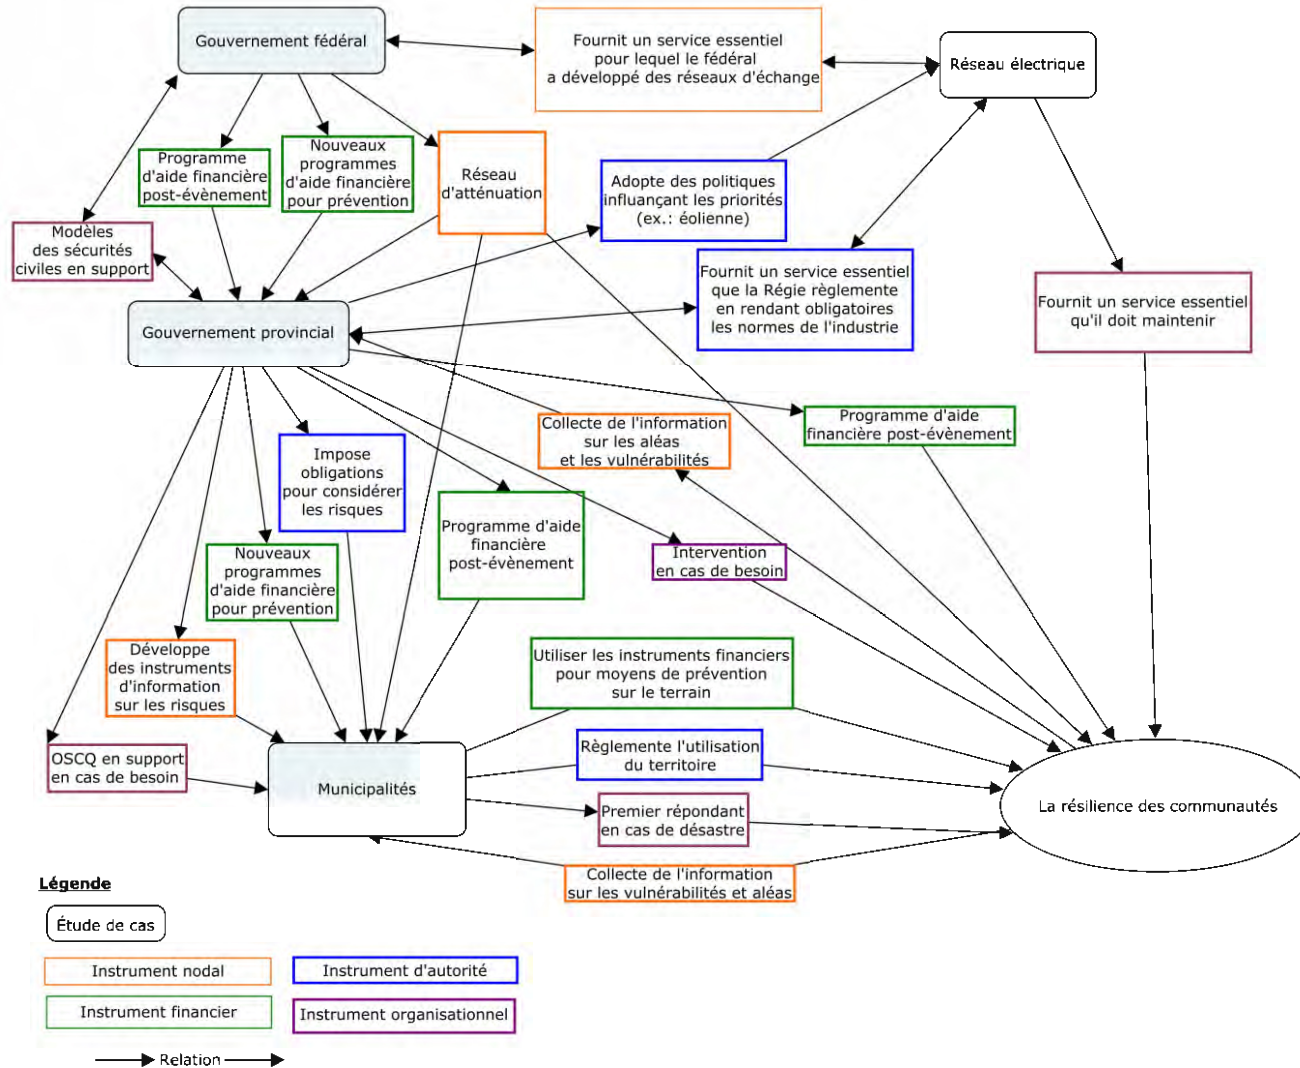 Gouvernement fédéral
Fournit un service essentiel
pour lequel le fédéral
a développé des réseaux d'échange
Réseau électrique
Programme
d'aide financière
post-évènement
Nouveaux
programmes
d'aide financière
pour prévention
Réseau
d'atténuation
Adopte des politiques
influançant les priorités
(ex.: éolienne)
Modèles
des sécurités
civiles en support
Fournit un service essentiel
que la Régie règlemente
en rendant obligatoires
les normes de l'industrie
Fournit un service essentiel
qu'il doit maintenir
Gouvernement provincial
Collecte de l'information
sur les aléas
et les vulnérabilités
Programme d'aide
financière post-évènement
Impose
obligations
pour considérer
les risques
Programme d'aide
financière
post-évènement
Nouveaux
programmes
d'aide financière
pour prévention
Intervention
en cas de besoin
Développe
des instruments
d'information
sur les risques
Utiliser les instruments financiers
pour moyens de prévention
sur le terrain
OSCQ en support
en cas de besoin
Municipalités
Règlemente l'utilisation
du territoire
Premier répondant
en cas de désastre
La résilience des communautés
Collecte de l'information
sur les vulnérabilités et aléas
Légende
Étude de cas
Instrument nodal
Instrument d'autorité
Instrument financier
Instrument organisationnel
Relation